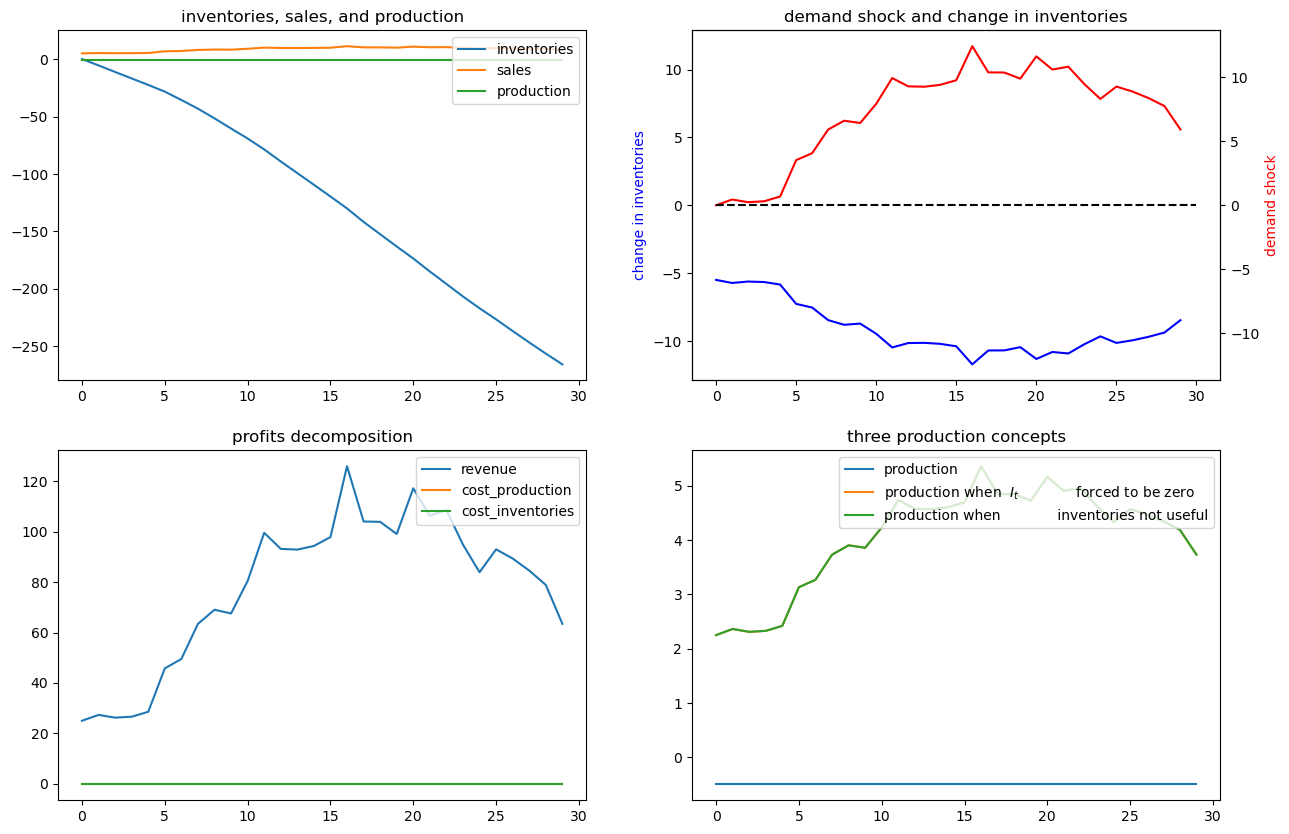 inventories, sales, and production
0
−50
−100
−150
−200
−250
0 5 10 15 20 25 30
inventories
sales
production
demand shock and change in inventories
change in inventories
10
5
0
−5
−10
0 5 10 15 20 25 30
10
5
0
−5
−10
demand shock
profits decomposition
120
100
80
60
40
20
0
0 5 10 15 20 25 30
revenue
cost_production
cost_inventories
three production concepts
5
4
3
2
1
0
0 5 10 15 20 25 30
production
production when I_t forced to be zero
production when inventories not useful